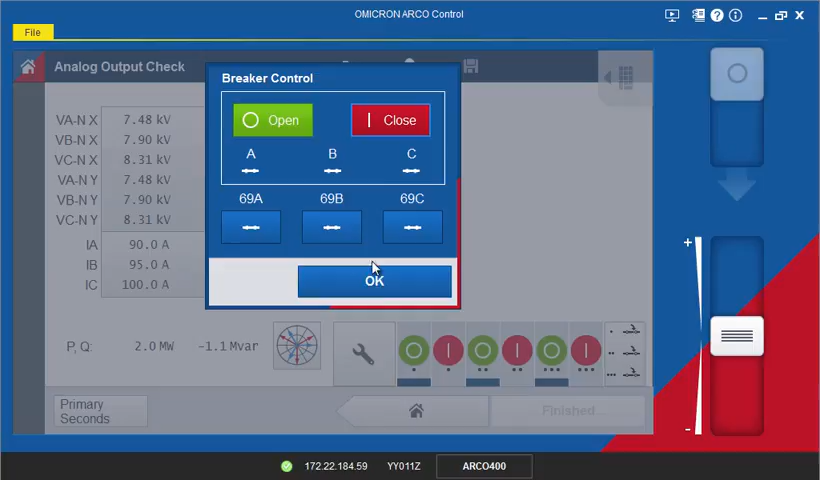 OMICRON ARCO Control
File
Analog Output Check
Breaker Control
Open
Close
A B C
69A 69B 69C
OK
VA-N X 7.48 kV
VB-N X 7.90 kV
VC-N X 8.31 kV
VA-N Y 7.48 kV
VB-N Y 7.90 kV
VC-N Y 8.31 kV
IA 90.0 A
IB 95.0 A
IC 100.0 A
P, Q: 2.0 MW -1.1 Mvar
Primary
Seconds
Finished...
+
-
172.22.184.59 YY011Z ARCO400